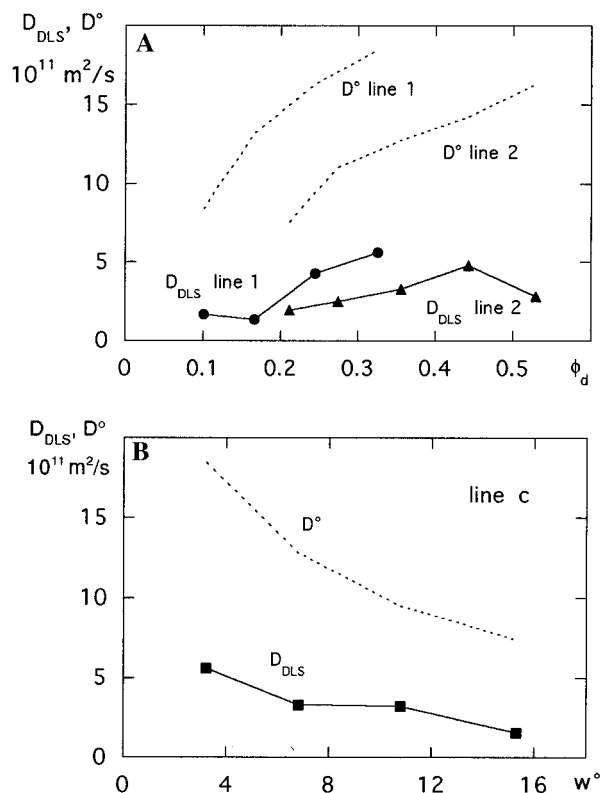 D_DLS, D°
10^11 m²/s
A
15
10
5
0
D° line 1
D° line 2
D_DLS line 1
D_DLS line 2
0 0.1 0.2 0.3 0.4 0.5 ϕ_d
D_DLS, D°
10^11 m²/s
B
line c
15
10
5
0
D°
D_DLS
0 4 8 12 16 w°